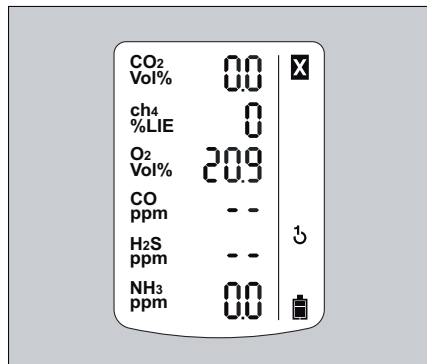 CO2 0.0 X
Vol%
ch4 0
%LIE
O2 20.9
Vol%
CO - -
ppm
H2S - -
ppm
NH3 0.0
ppm
1